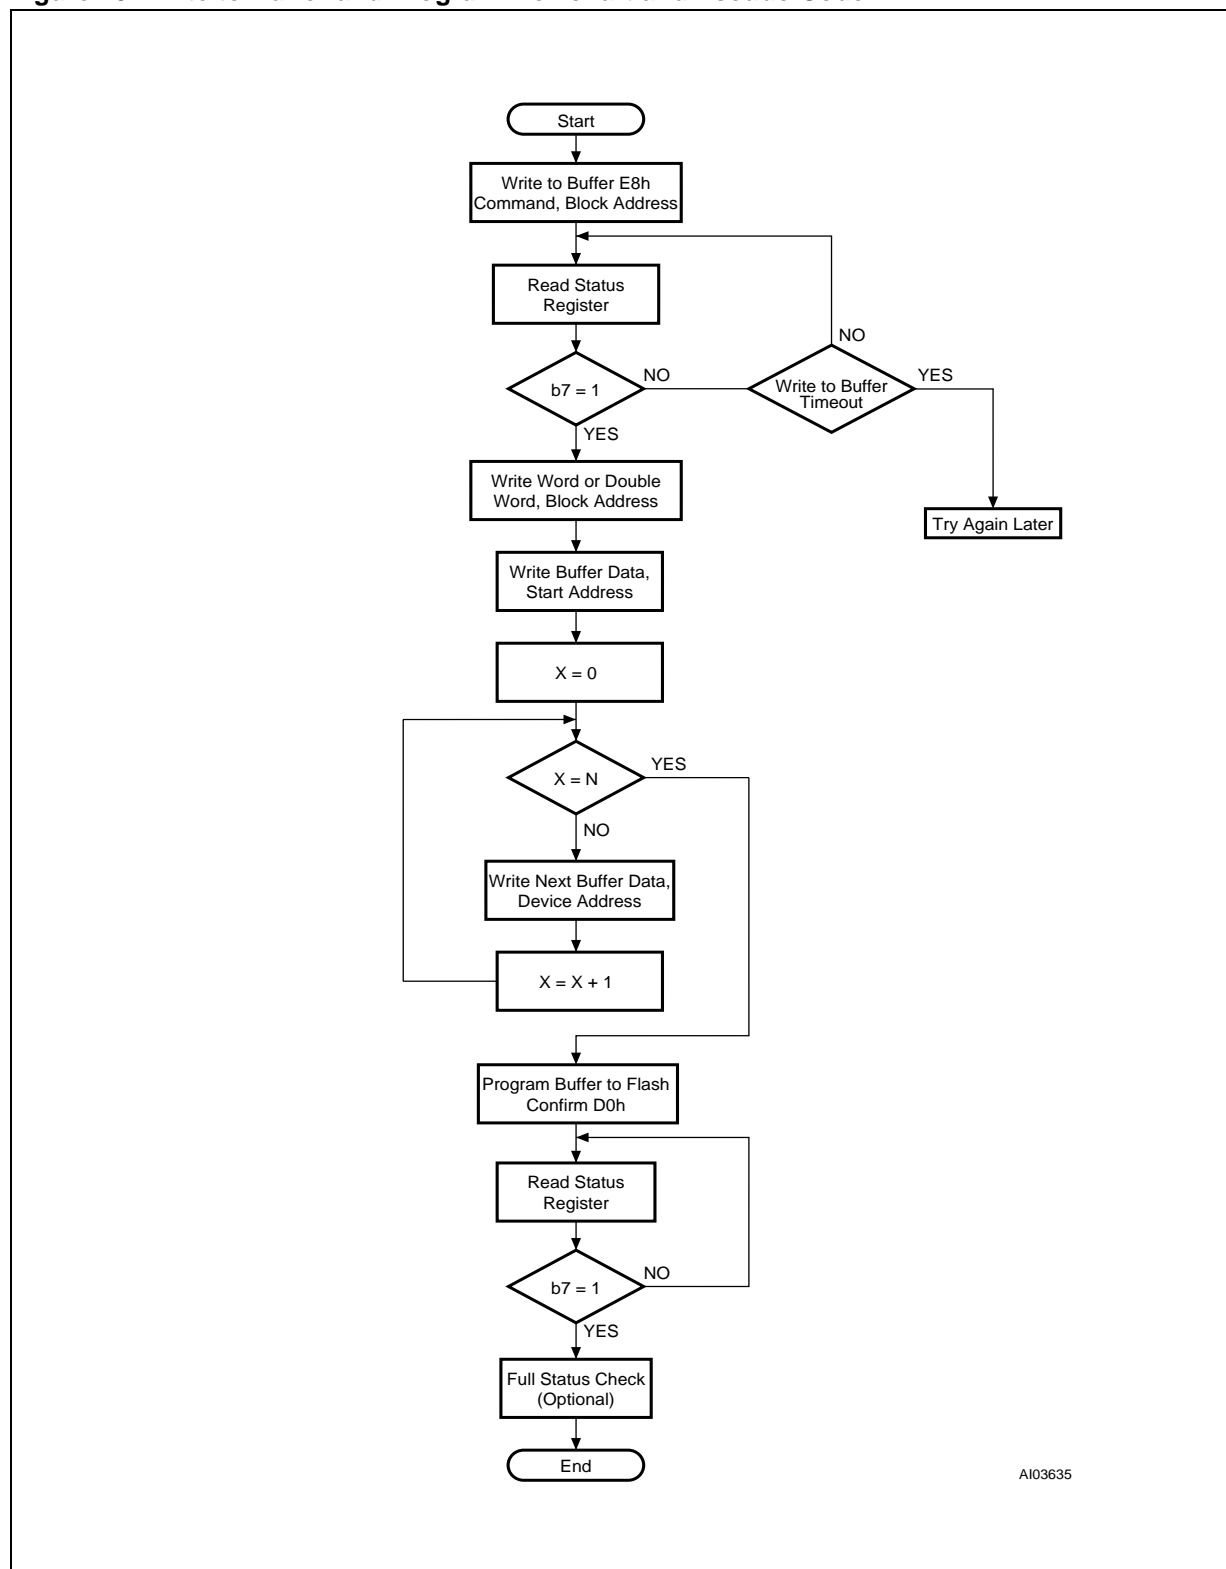 Start
Write to Buffer E8h
Command, Block Address
Read Status
Register
NO
b7 = 1
NO
Write to Buffer
Timeout
YES
YES
Write Word or Double
Word, Block Address
Try Again Later
Write Buffer Data,
Start Address
X = 0
X = N
YES
NO
Write Next Buffer Data,
Device Address
X = X + 1
Program Buffer to Flash
Confirm D0h
Read Status
Register
b7 = 1
NO
YES
Full Status Check
(Optional)
End
AI03635